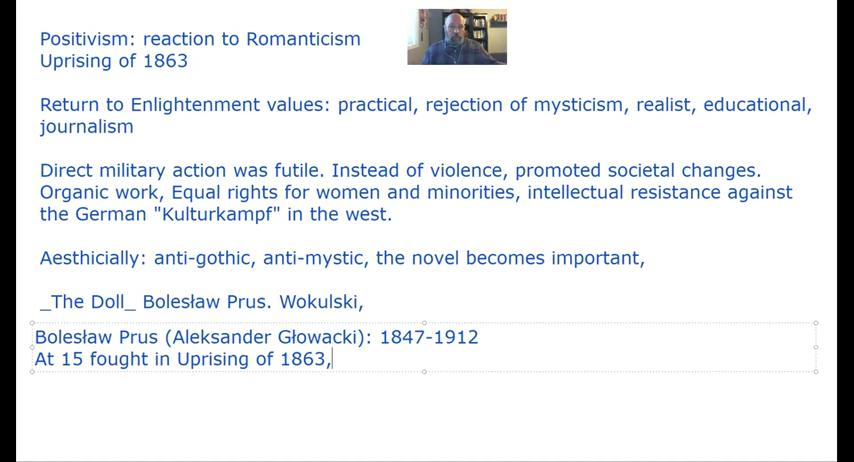 Positivism: reaction to Romanticism
Uprising of 1863
Return to Enlightenment values: practical, rejection of mysticism, realist, educational,
journalism
Direct military action was futile. Instead of violence, promoted societal changes.
Organic work, Equal rights for women and minorities, intellectual resistance against
the German "Kulturkampf" in the west.
Aesthicially: anti-gothic, anti-mystic, the novel becomes important,
_The Doll_ Bolesław Prus. Wokulski,
Bolesław Prus (Aleksander Głowacki): 1847-1912
At 15 fought in Uprising of 1863,